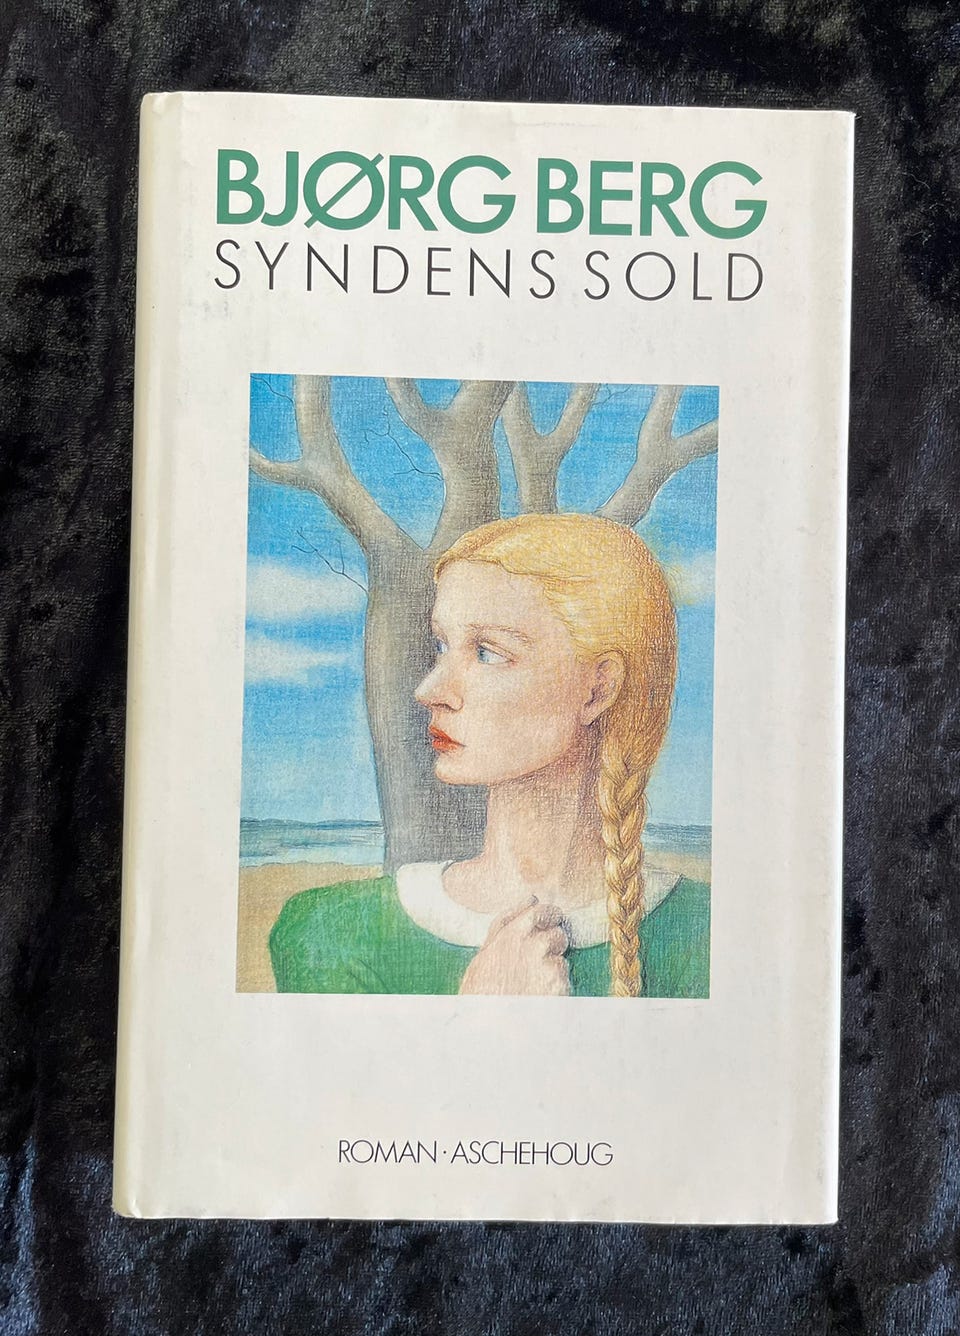 BJØRG BERG
SYNDENS SOLD
ROMAN · ASCHEHOUG